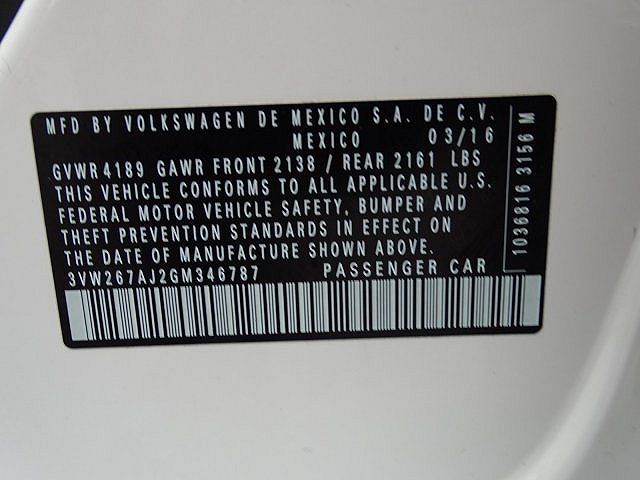 MFD BY VOLKSWAGEN DE MEXICO S.A. DE C.V.
MEXICO 03/16
GVWR 4189 GAWR FRONT 2138 / REAR 2161 LBS
THIS VEHICLE CONFORMS TO ALL APPLICABLE U.S.
FEDERAL MOTOR VEHICLE SAFETY, BUMPER AND
THEFT PREVENTION STANDARDS IN EFFECT ON
THE DATE OF MANUFACTURE SHOWN ABOVE.
3VW267AJ2GM346787 PASSENGER CAR
1036816 3156 M